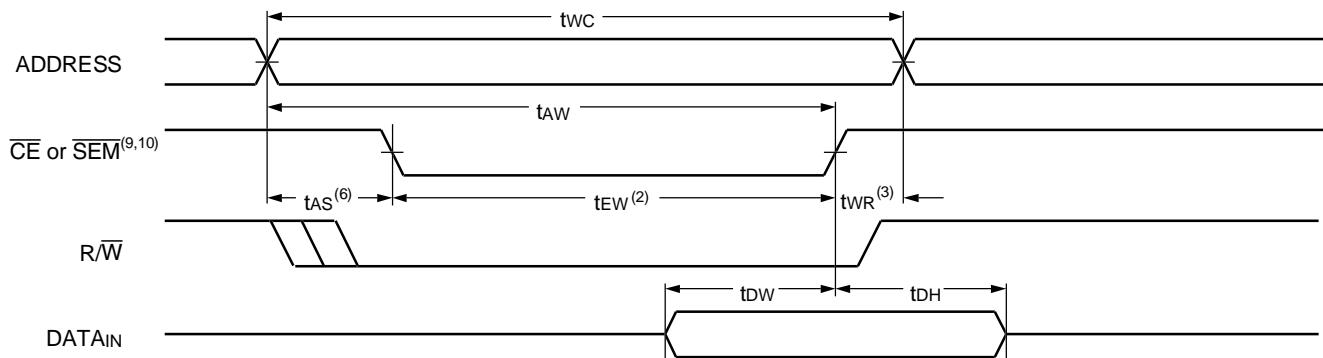 tWC
ADDRESS
tAW
CE or SEM(9,10)
tAS(6)
tEW(2)
tWR(3)
R/W
tDW
tDH
DATAIN